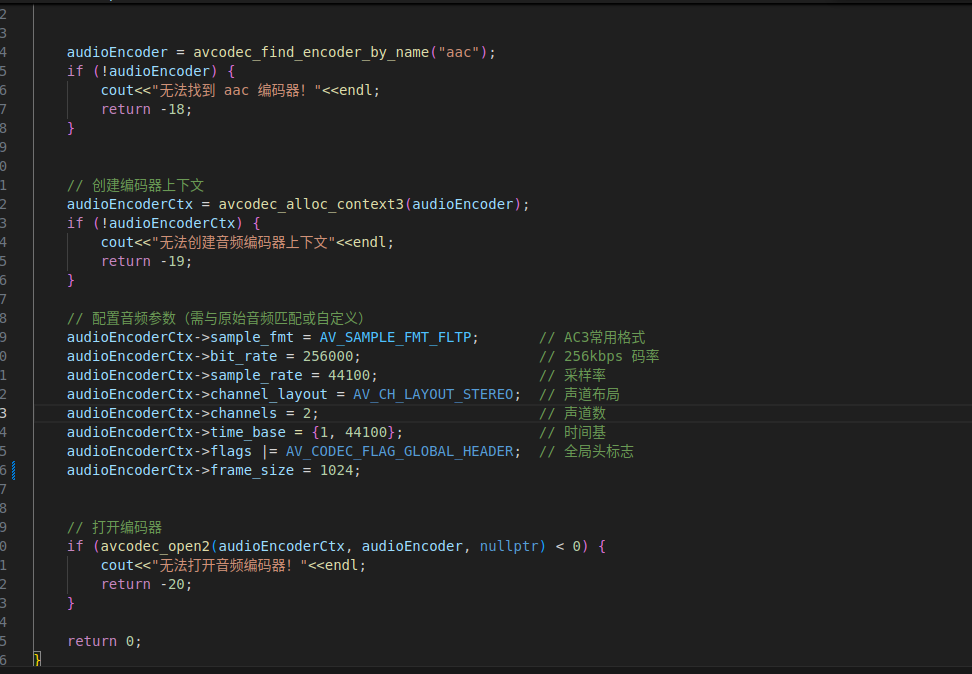 2
3
4 audioEncoder = avcodec_find_encoder_by_name("aac");
5 if (!audioEncoder) {
6 cout<<"无法找到 aac 编码器！"<<endl;
7 return -18;
8 }
9
0
1 // 创建编码器上下文
2 audioEncoderCtx = avcodec_alloc_context3(audioEncoder);
3 if (!audioEncoderCtx) {
4 cout<<"无法创建音频编码器上下文"<<endl;
5 return -19;
6 }
7
8 // 配置音频参数（需与原始音频匹配或自定义）
9 audioEncoderCtx->sample_fmt = AV_SAMPLE_FMT_FLTP; // AC3常用格式
0 audioEncoderCtx->bit_rate = 256000; // 256kbps 码率
1 audioEncoderCtx->sample_rate = 44100; // 采样率
2 audioEncoderCtx->channel_layout = AV_CH_LAYOUT_STEREO; // 声道布局
3 audioEncoderCtx->channels = 2; // 声道数
4 audioEncoderCtx->time_base = {1, 44100}; // 时间基
5 audioEncoderCtx->flags |= AV_CODEC_FLAG_GLOBAL_HEADER; // 全局头标志
6 audioEncoderCtx->frame_size = 1024;
7
8
9 // 打开编码器
0 if (avcodec_open2(audioEncoderCtx, audioEncoder, nullptr) < 0) {
1 cout<<"无法打开音频编码器！"<<endl;
2 return -20;
3 }
4
5 return 0;
6 }